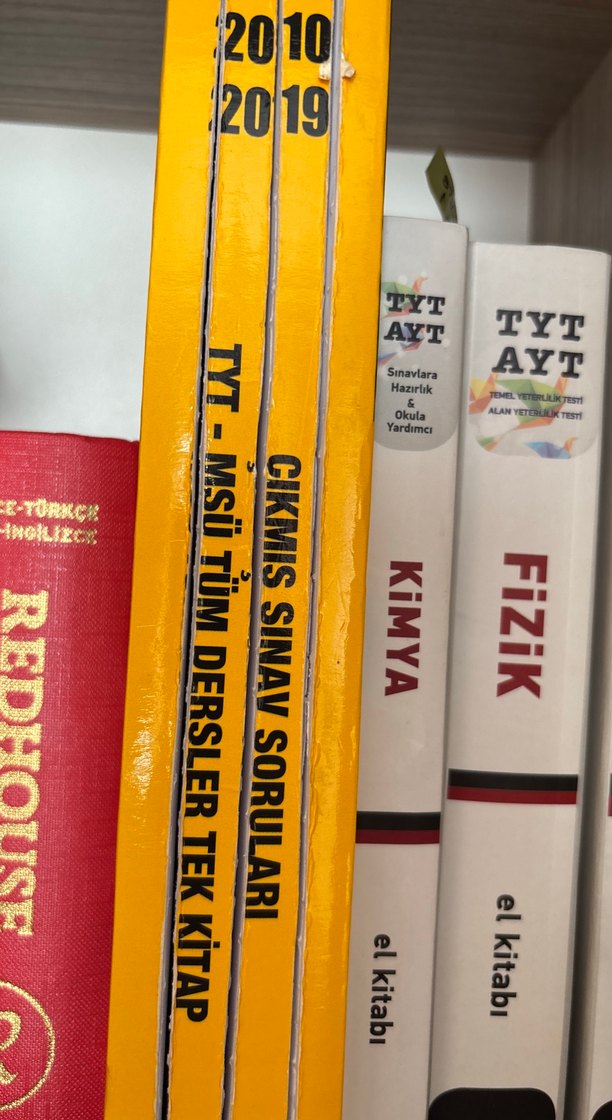 CE-TÜRKÇE
-İNGİLİZCE
REDHOUSE
2010
2019
TYT - MSÜ TÜM DERSLER TEK KİTAP
ÇIKMIŞ SINAV SORULARI
TYT
AYT
Sınavlara
Hazırlık
&
Okula
Yardımcı
KİMYA
el kitabı
TYT
AYT
TEMEL YETERLİLİK TESTİ
ALAN YETERLİLİK TESTİ
FİZİK
el kitabı